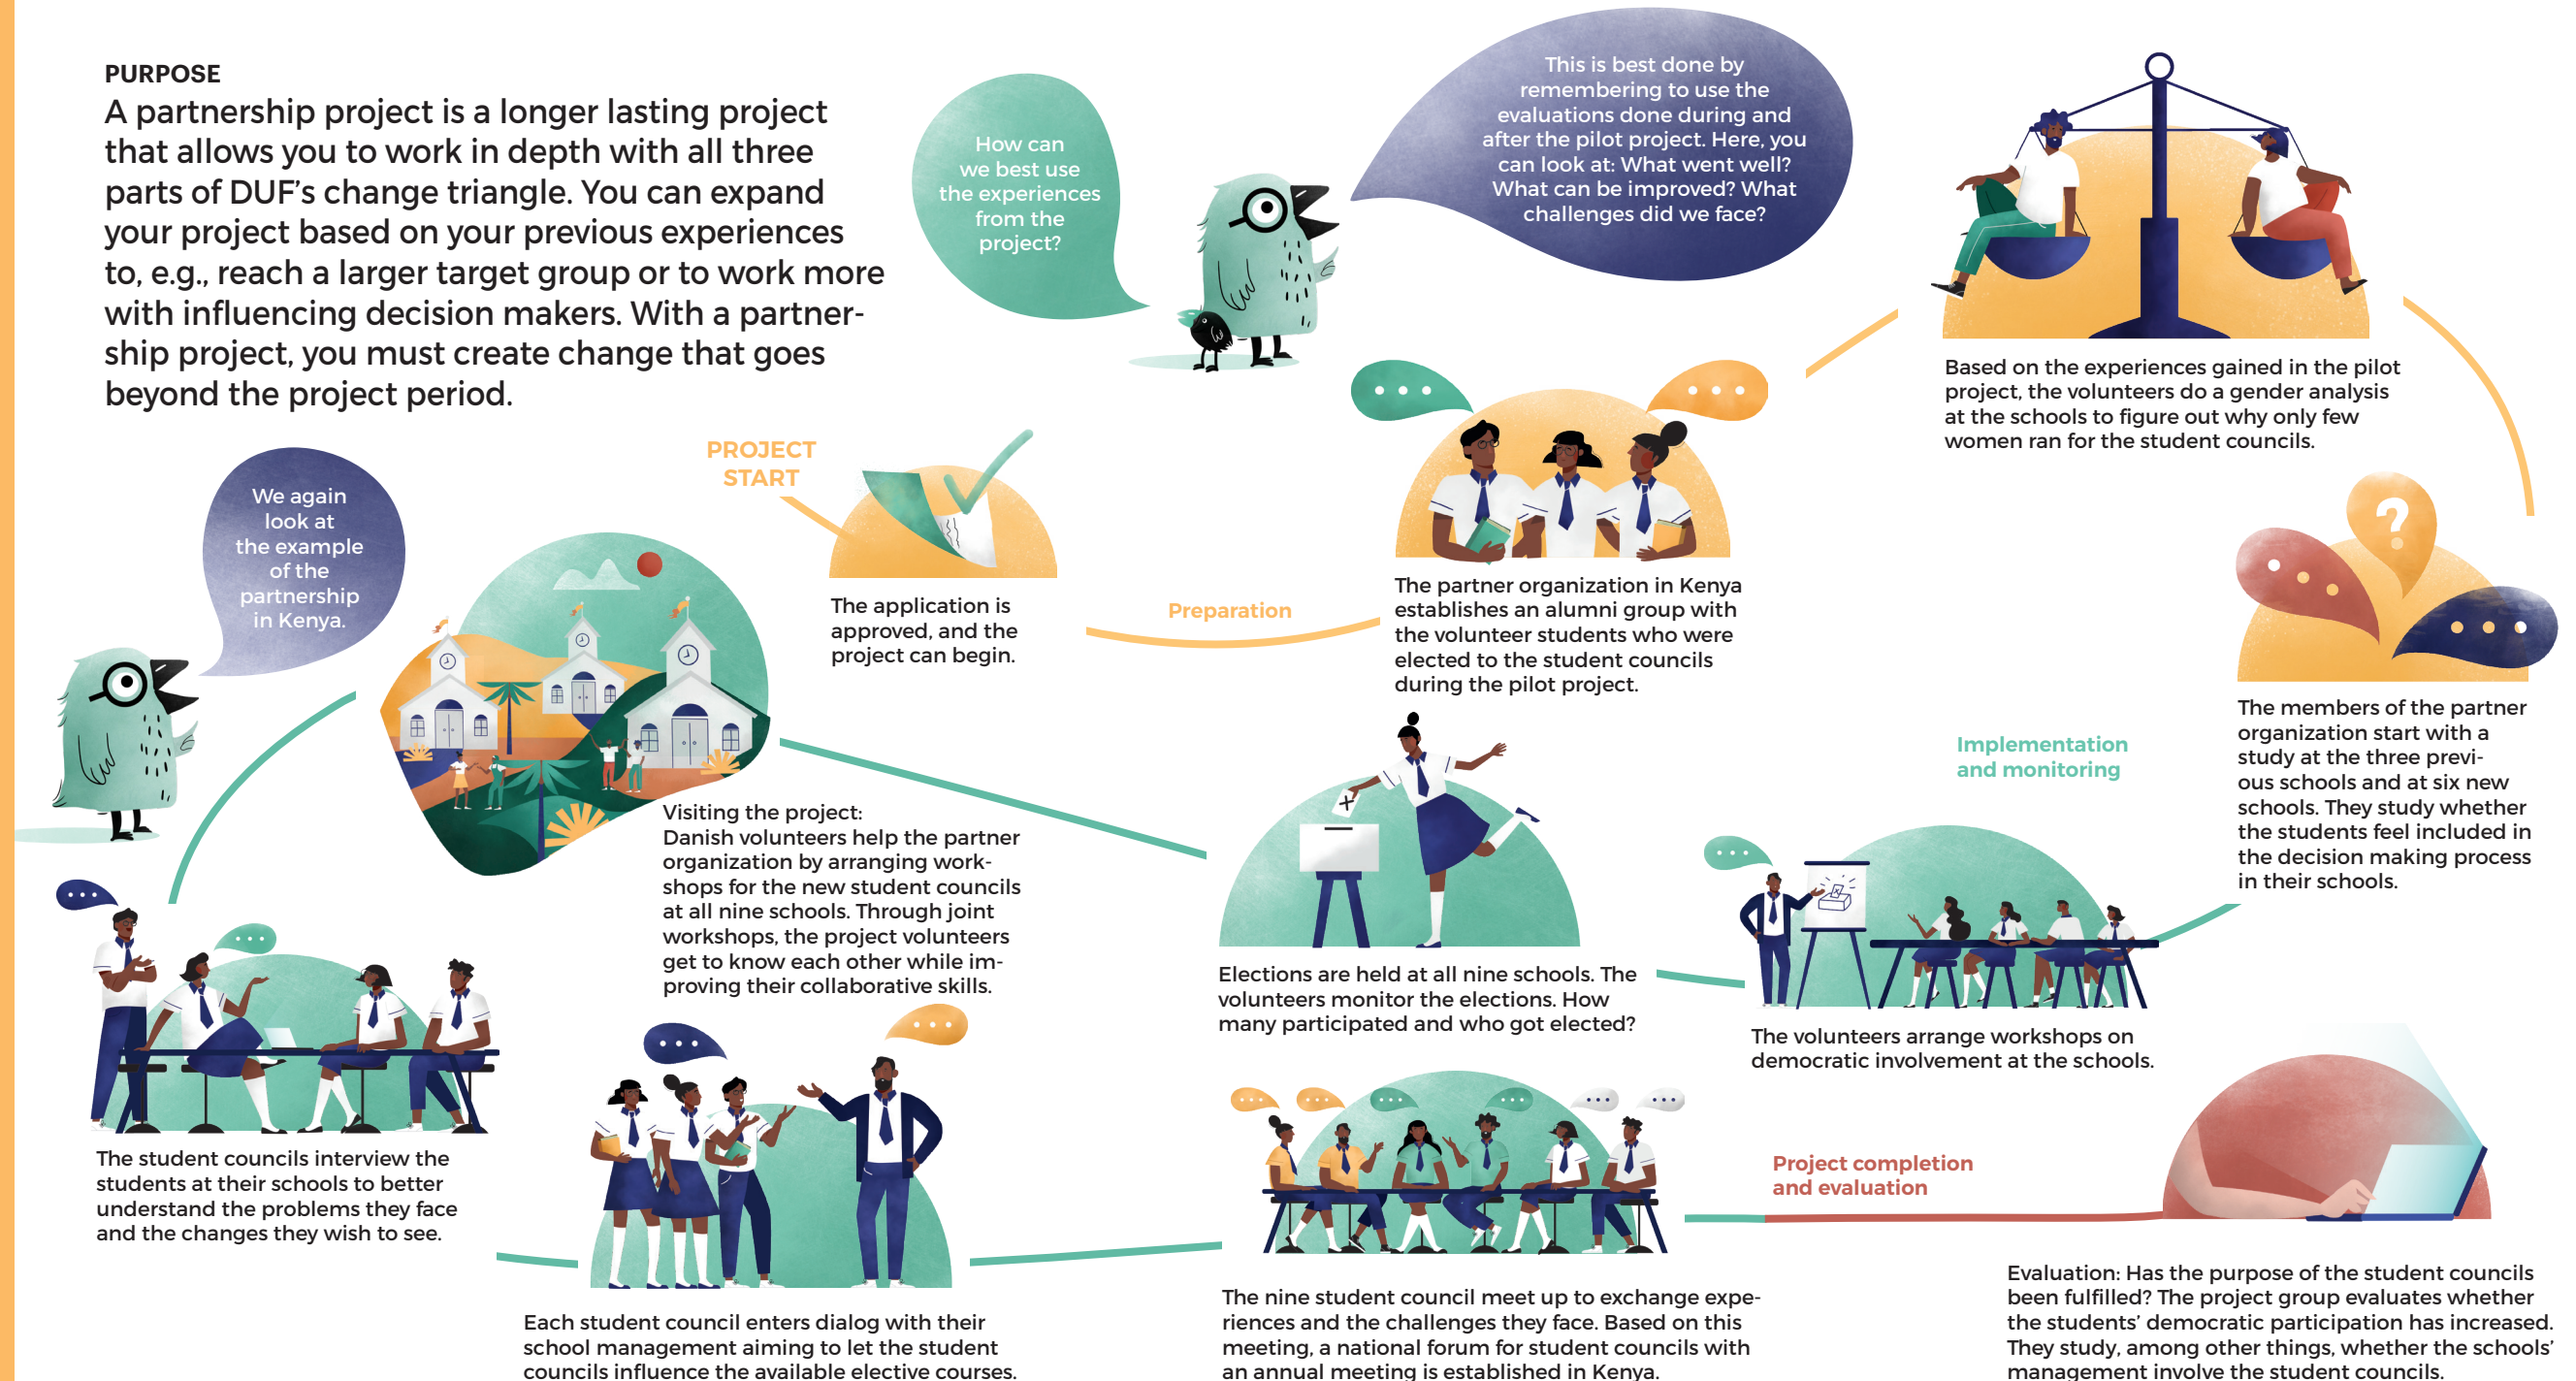 PURPOSE
A partnership project is a longer lasting project
that allows you to work in depth with all three
parts of DUF's change triangle. You can expand
your project based on your previous experiences
to, e.g., reach a larger target group or to work more
with influencing decision makers. With a partner-
ship project, you must create change that goes
beyond the project period.
How can
we best use
the experiences
from the
project?
This is best done by
remembering to use the
evaluations done during and
after the pilot project. Here, you
can look at: What went well?
What can be improved? What
challenges did we face?
We again
look at
the example
of the
partnership
in Kenya.
PROJECT
START
The application is
approved, and the
project can begin.
Preparation
The partner organization in Kenya
establishes an alumni group with
the volunteer students who were
elected to the student councils
during the pilot project.
Based on the experiences gained in the pilot
project, the volunteers do a gender analysis
at the schools to figure out why only few
women ran for the student councils.
?
The members of the partner
organization start with a
study at the three previ-
ous schools and at six new
schools. They study whether
the students feel included in
the decision making process
in their schools.
Implementation
and monitoring
The volunteers arrange workshops on
democratic involvement at the schools.
Elections are held at all nine schools. The
volunteers monitor the elections. How
many participated and who got elected?
Visiting the project:
Danish volunteers help the partner
organization by arranging work-
shops for the new student councils
at all nine schools. Through joint
workshops, the project volunteers
get to know each other while im-
proving their collaborative skills.
The student councils interview the
students at their schools to better
understand the problems they face
and the changes they wish to see.
Each student council enters dialog with their
school management aiming to let the student
councils influence the available elective courses.
The nine student council meet up to exchange expe-
riences and the challenges they face. Based on this
meeting, a national forum for student councils with
an annual meeting is established in Kenya.
Project completion
and evaluation
Evaluation: Has the purpose of the student councils
been fulfilled? The project group evaluates whether
the students' democratic participation has increased.
They study, among other things, whether the schools'
management involve the student councils.